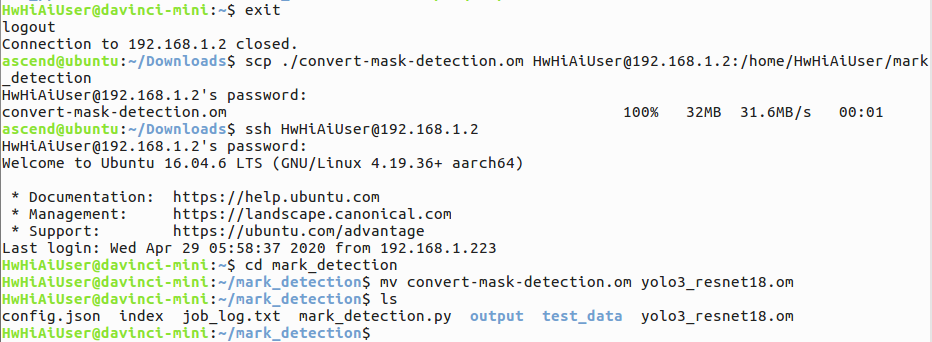 HwHiAiUser@davinci-mini:~$ exit
logout
Connection to 192.168.1.2 closed.
ascend@ubuntu:~/Downloads$ scp ./convert-mask-detection.om HwHiAiUser@192.168.1.2:/home/HwHiAiUser/mark
_detection
HwHiAiUser@192.168.1.2's password:
convert-mask-detection.om                                100%   32MB  31.6MB/s   00:01
ascend@ubuntu:~/Downloads$ ssh HwHiAiUser@192.168.1.2
HwHiAiUser@192.168.1.2's password:
Welcome to Ubuntu 16.04.6 LTS (GNU/Linux 4.19.36+ aarch64)
 * Documentation:  https://help.ubuntu.com
 * Management:     https://landscape.canonical.com
 * Support:        https://ubuntu.com/advantage
Last login: Wed Apr 29 05:58:37 2020 from 192.168.1.223
HwHiAiUser@davinci-mini:~$ cd mark_detection
HwHiAiUser@davinci-mini:~/mark_detection$ mv convert-mask-detection.om yolo3_resnet18.om
HwHiAiUser@davinci-mini:~/mark_detection$ ls
config.json  index  job_log.txt  mark_detection.py  output  test_data  yolo3_resnet18.om
HwHiAiUser@davinci-mini:~/mark_detection$